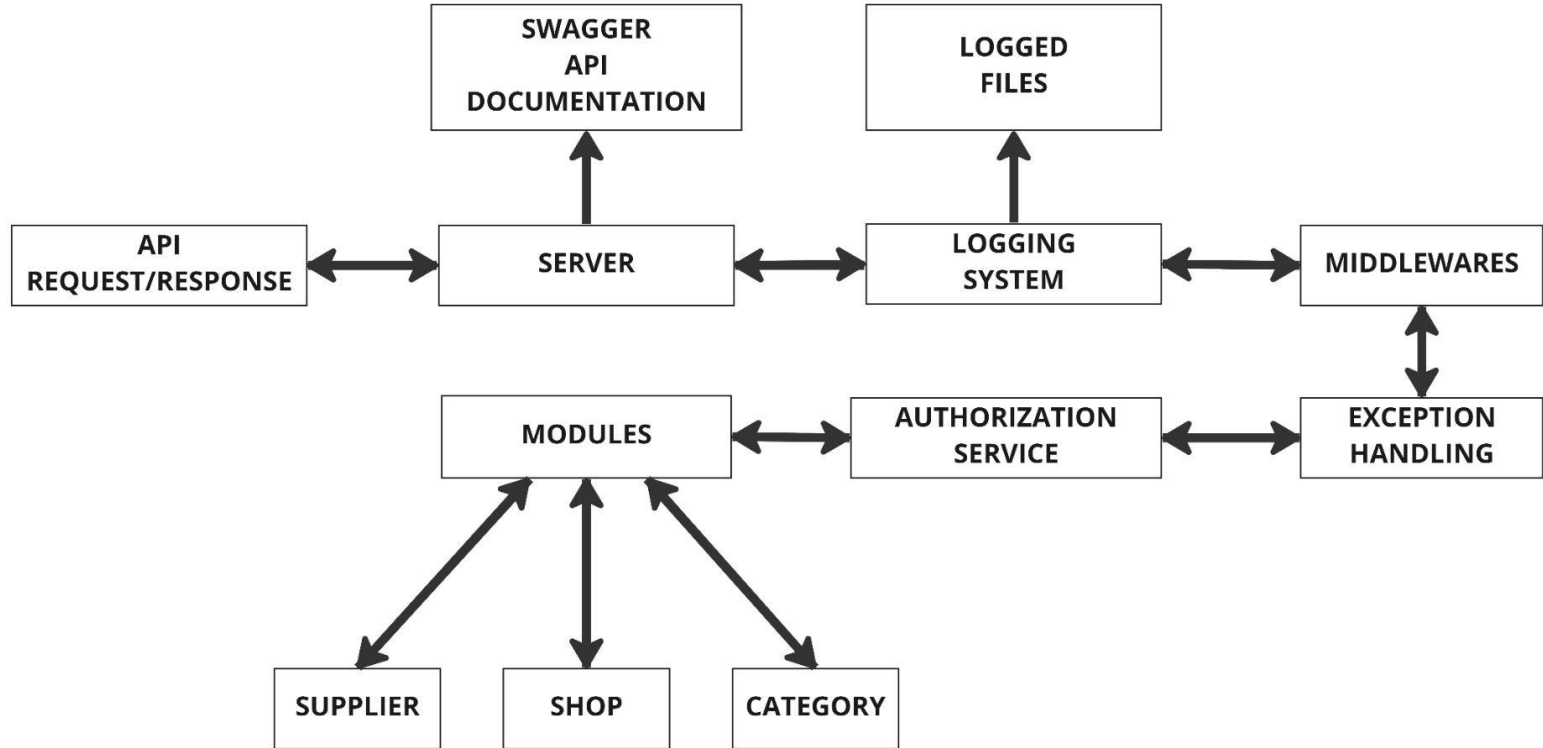 SWAGGER
API
DOCUMENTATION
LOGGED
FILES
API
REQUEST/RESPONSE
SERVER
LOGGING
SYSTEM
MIDDLEWARES
MODULES
AUTHORIZATION
SERVICE
EXCEPTION
HANDLING
SUPPLIER
SHOP
CATEGORY